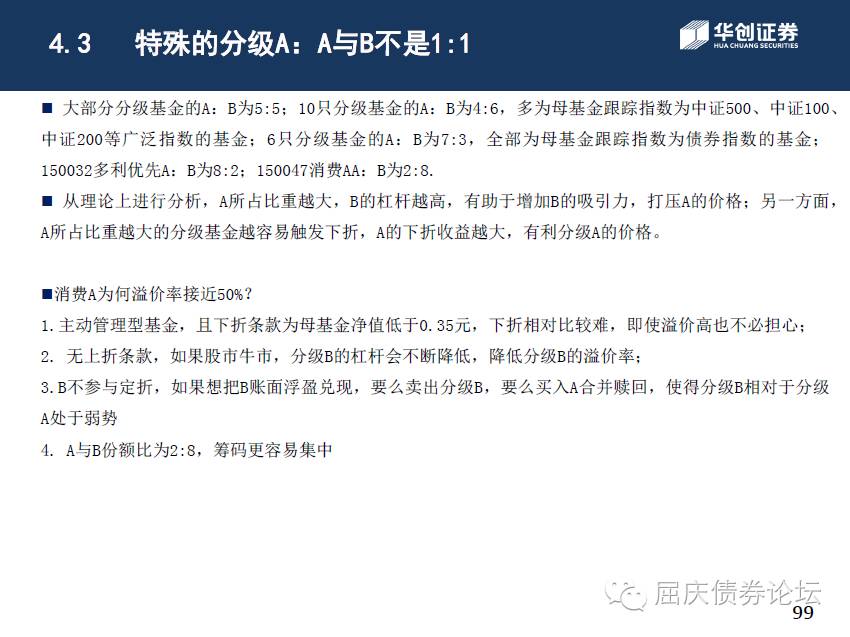 4.3 特殊的分级A：A与B不是1:1
华创证券
HUA CHUANG SECURITIES
■ 大部分分级基金的A：B为5:5；10只分级基金的A：B为4:6，多为母基金跟踪指数为中证500、中证100、
中证200等广泛指数的基金；6只分级基金的A：B为7:3，全部为母基金跟踪指数为债券指数的基金；
150032多利优先A：B为8:2；150047消费AA：B为2:8.
■ 从理论上进行分析，A所占比重越大，B的杠杆越高，有助于增加B的吸引力，打压A的价格；另一方面，
A所占比重越大的分级基金越容易触发下折，A的下折收益越大，有利分级A的价格。
■消费A为何溢价率接近50%？
1.主动管理型基金，且下折条款为母基金净值低于0.35元，下折相对比较难，即使溢价高也不必担心；
2. 无上折条款，如果股市牛市，分级B的杠杆会不断降低，降低分级B的溢价率；
3.B不参与定折，如果想把B账面浮盈兑现，要么卖出分级B，要么买入A合并赎回，使得分级B相对于分级
A处于弱势
4. A与B份额比为2:8，筹码更容易集中
屈庆债券论坛
99